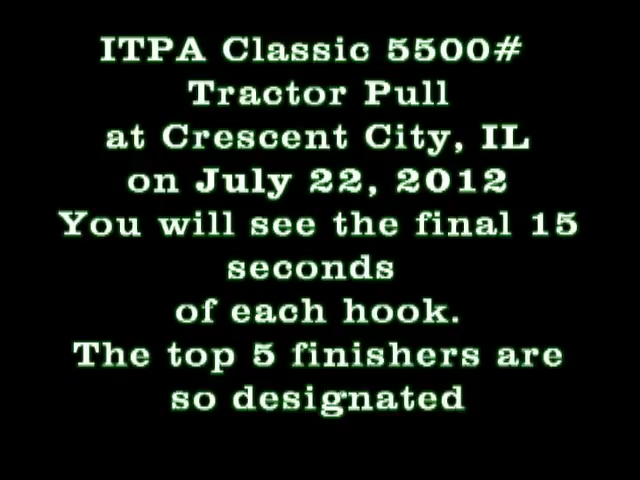 ITPA Classic 5500#
Tractor Pull
at Crescent City, IL
on July 22, 2012
You will see the final 15
seconds
of each hook.
The top 5 finishers are
so designated